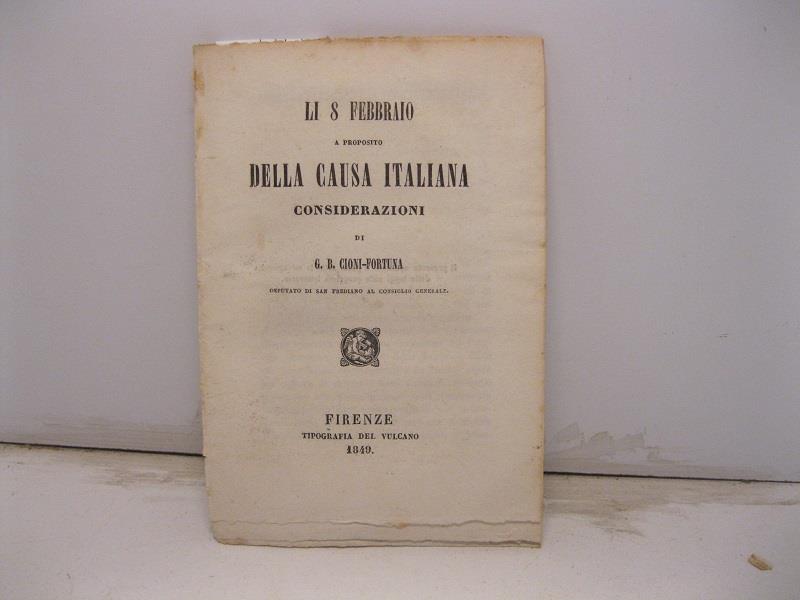 LI 8 FEBBRAIO
A PROPOSITO
DELLA CAUSA ITALIANA
CONSIDERAZIONI
DI
G. B. CIONI-FORTUNA
DEPUTATO DI SAN FREDIANO AL CONSIGLIO GENERALE.
FIRENZE
TIPOGRAFIA DEL VULCANO
1849.